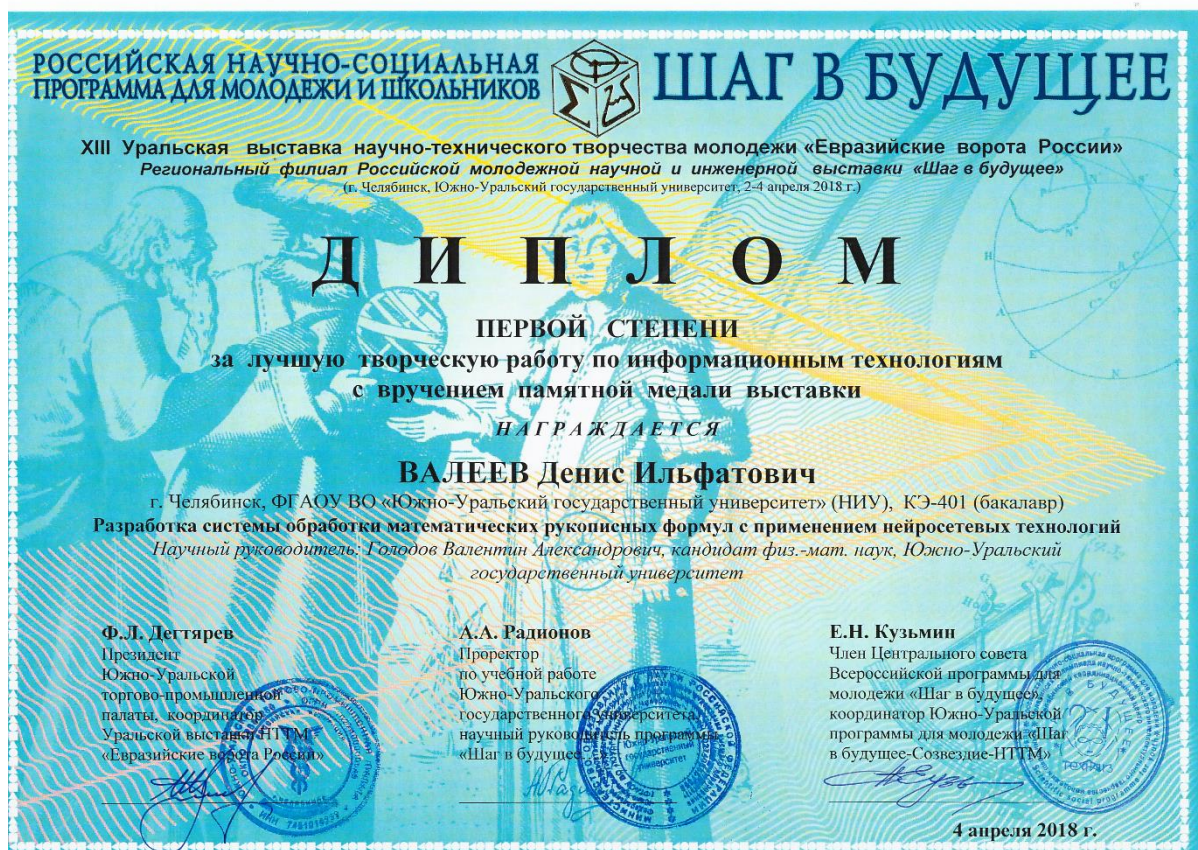 РОССИЙСКАЯ НАУЧНО-СОЦИАЛЬНАЯ
ПРОГРАММА ДЛЯ МОЛОДЕЖИ И ШКОЛЬНИКОВ
ШАГ В БУДУЩЕЕ
XIII Уральская выставка научно-технического творчества молодежи «Евразийские ворота России»
Региональный филиал Российской молодежной научной и инженерной выставки «Шаг в будущее»
(г. Челябинск, Южно-Уральский государственный университет, 2-4 апреля 2018 г.)
ДИПЛОМ
ПЕРВОЙ СТЕПЕНИ
за лучшую творческую работу по информационным технологиям
с вручением памятной медали выставки
НАГРАЖДАЕТСЯ
ВАЛЕЕВ Денис Ильфатович
г. Челябинск, ФГАОУ ВО «Южно-Уральский государственный университет» (НИУ), КЭ-401 (бакалавр)
Разработка системы обработки математических рукописных формул с применением нейросетевых технологий
Научный руководитель: Голодов Валентин Александрович, кандидат физ.-мат. наук, Южно-Уральский
государственный университет
Ф.Л. Дегтярев
Президент
Южно-Уральской
торгово-промышленной
палаты, координатор
Уральской выставки НТТМ
«Евразийские ворота России»
А.А. Радионов
Проректор
по учебной работе
Южно-Уральского
государственного университета,
научный руководитель программы
«Шаг в будущее»
Южно-Уральский
государственный
университет
Е.Н. Кузьмин
Член Центрального совета
Всероссийской программы для
молодежи «Шаг в будущее»,
координатор Южно-Уральской
программы для молодежи «Шаг
в будущее-Созвездие-НТТМ»
4 апреля 2018 г.